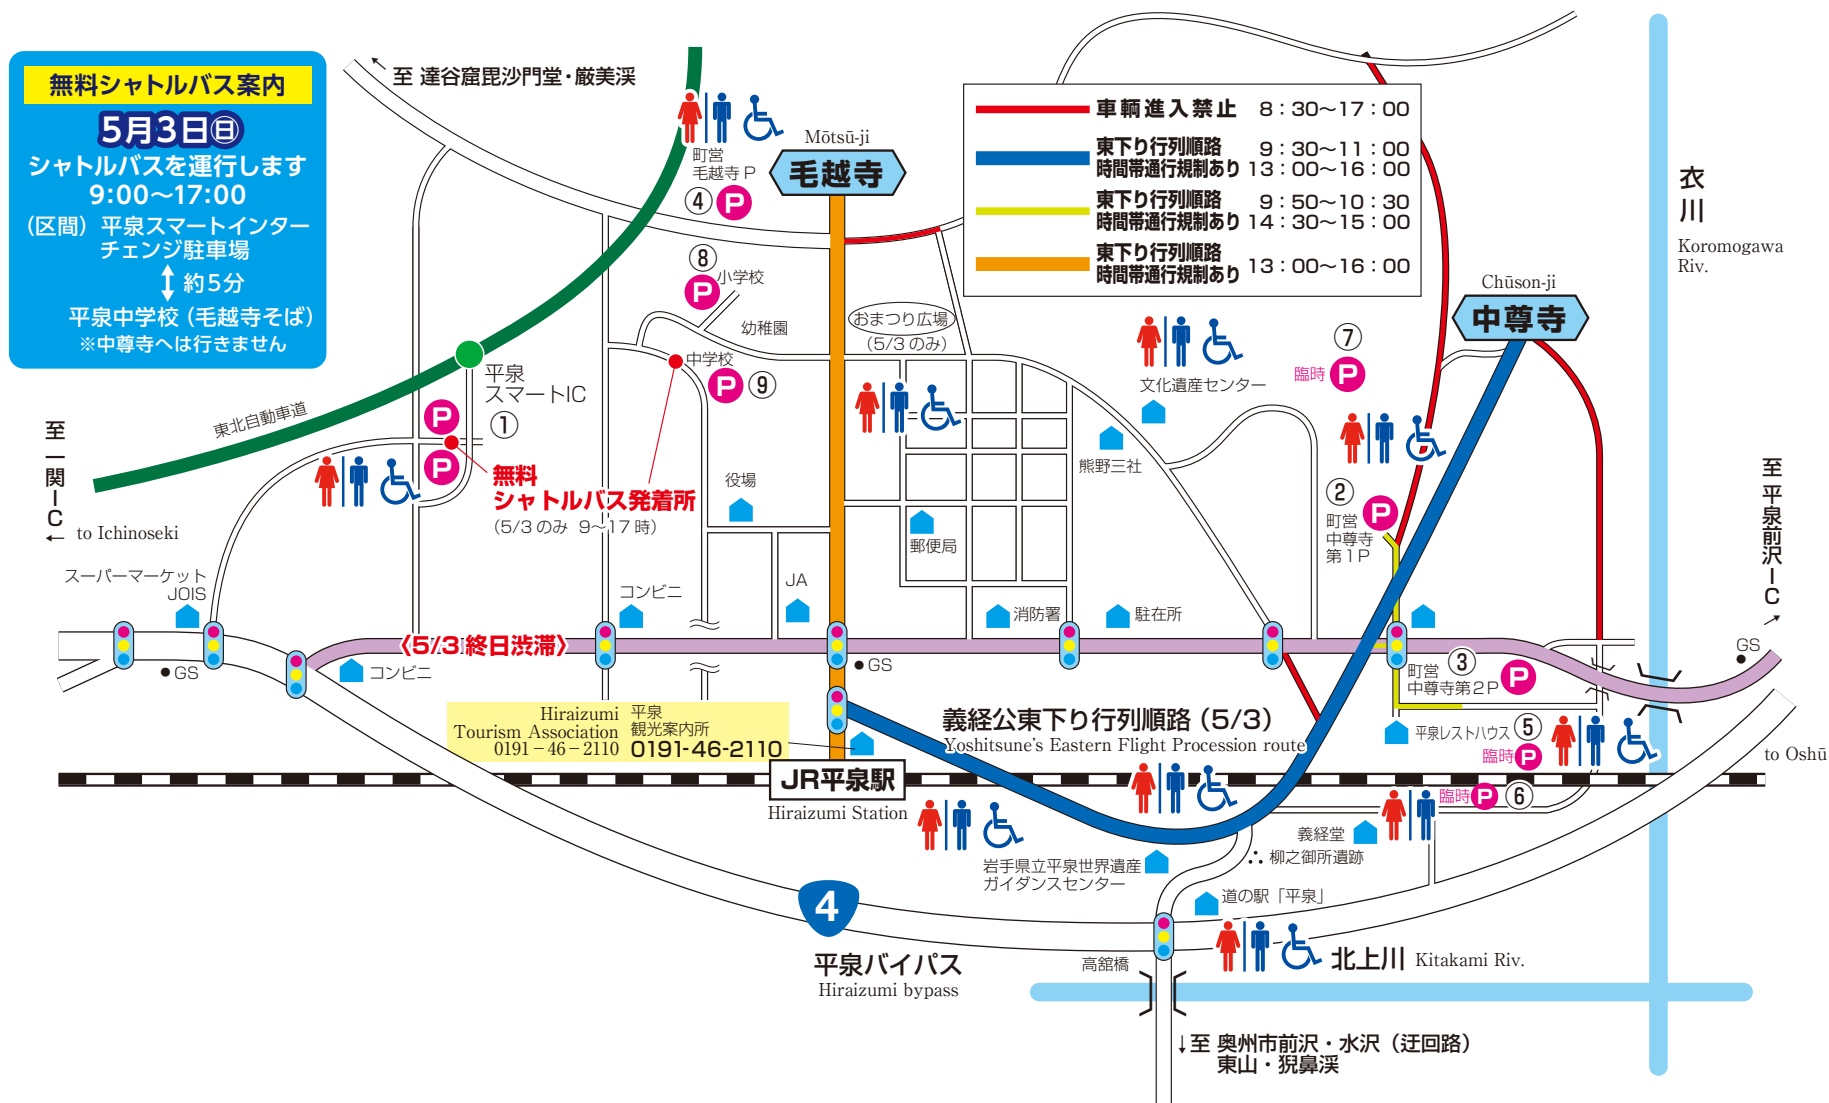 無料シャトルバス案内
5月3日㊐
シャトルバスを運行します
9:00〜17:00
（区間）平泉スマートインター
チェンジ駐車場
約5分
平泉中学校（毛越寺そば）
※中尊寺へは行きません
至 達谷窟毘沙門堂・厳美渓
町営
毛越寺 P
④ P
Mōtsū-ji
毛越寺
車輌進入禁止 8：30〜17：00
東下り行列順路 9：30〜11：00
時間帯通行規制あり 13：00〜16：00
東下り行列順路 9：50〜10：30
時間帯通行規制あり 14：30〜15：00
東下り行列順路
時間帯通行規制あり 13：00〜16：00
衣川
Koromogawa
Riv.
Chūson-ji
中尊寺
⑧
P 小学校
幼稚園
おまつり広場
（5/3 のみ）
中学校
P ⑨
平泉
スマートIC
①
P
P
東北自動車道
至 一関IC
← to Ichinoseki
無料
シャトルバス発着所
（5/3 のみ 9〜17 時）
文化遺産センター
熊野三社
⑦
臨時 P
②
P
町営
中尊寺
第1P
至 平泉前沢IC
役場
郵便局
スーパーマーケット
JOIS
コンビニ
JA
消防署
駐在所
〈5/3 終日渋滞〉
GS
コンビニ
GS
GS
町営 ③
中尊寺第2P P
Hiraizumi
Tourism Association
0191−46−2110
平泉
観光案内所
0191-46-2110
義経公東下り行列順路（5/3）
Yoshitsune's Eastern Flight Procession route
平泉レストハウス ⑤
臨時 P
to Oshū
JR平泉駅
Hiraizumi Station
臨時 P ⑥
義経堂
柳之御所遺跡
岩手県立平泉世界遺産
ガイダンスセンター
道の駅「平泉」
4
平泉バイパス
Hiraizumi bypass
高舘橋
北上川 Kitakami Riv.
↓至 奥州市前沢・水沢（迂回路）
東山・猊鼻渓